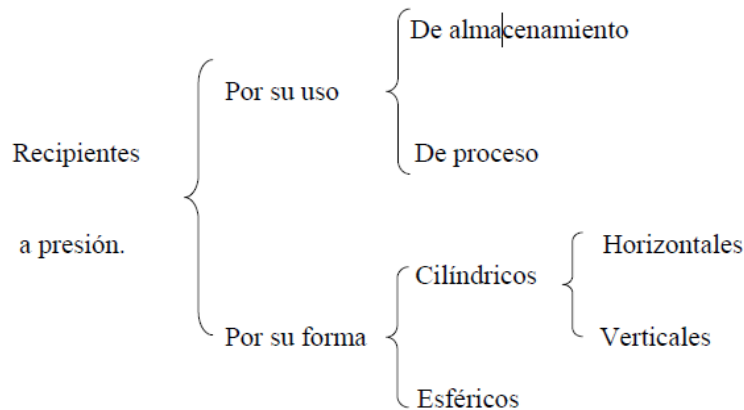 Recipientes
a presión.
Por su uso
De almacenamiento
De proceso
Por su forma
Cilíndricos
Horizontales
Verticales
Esféricos